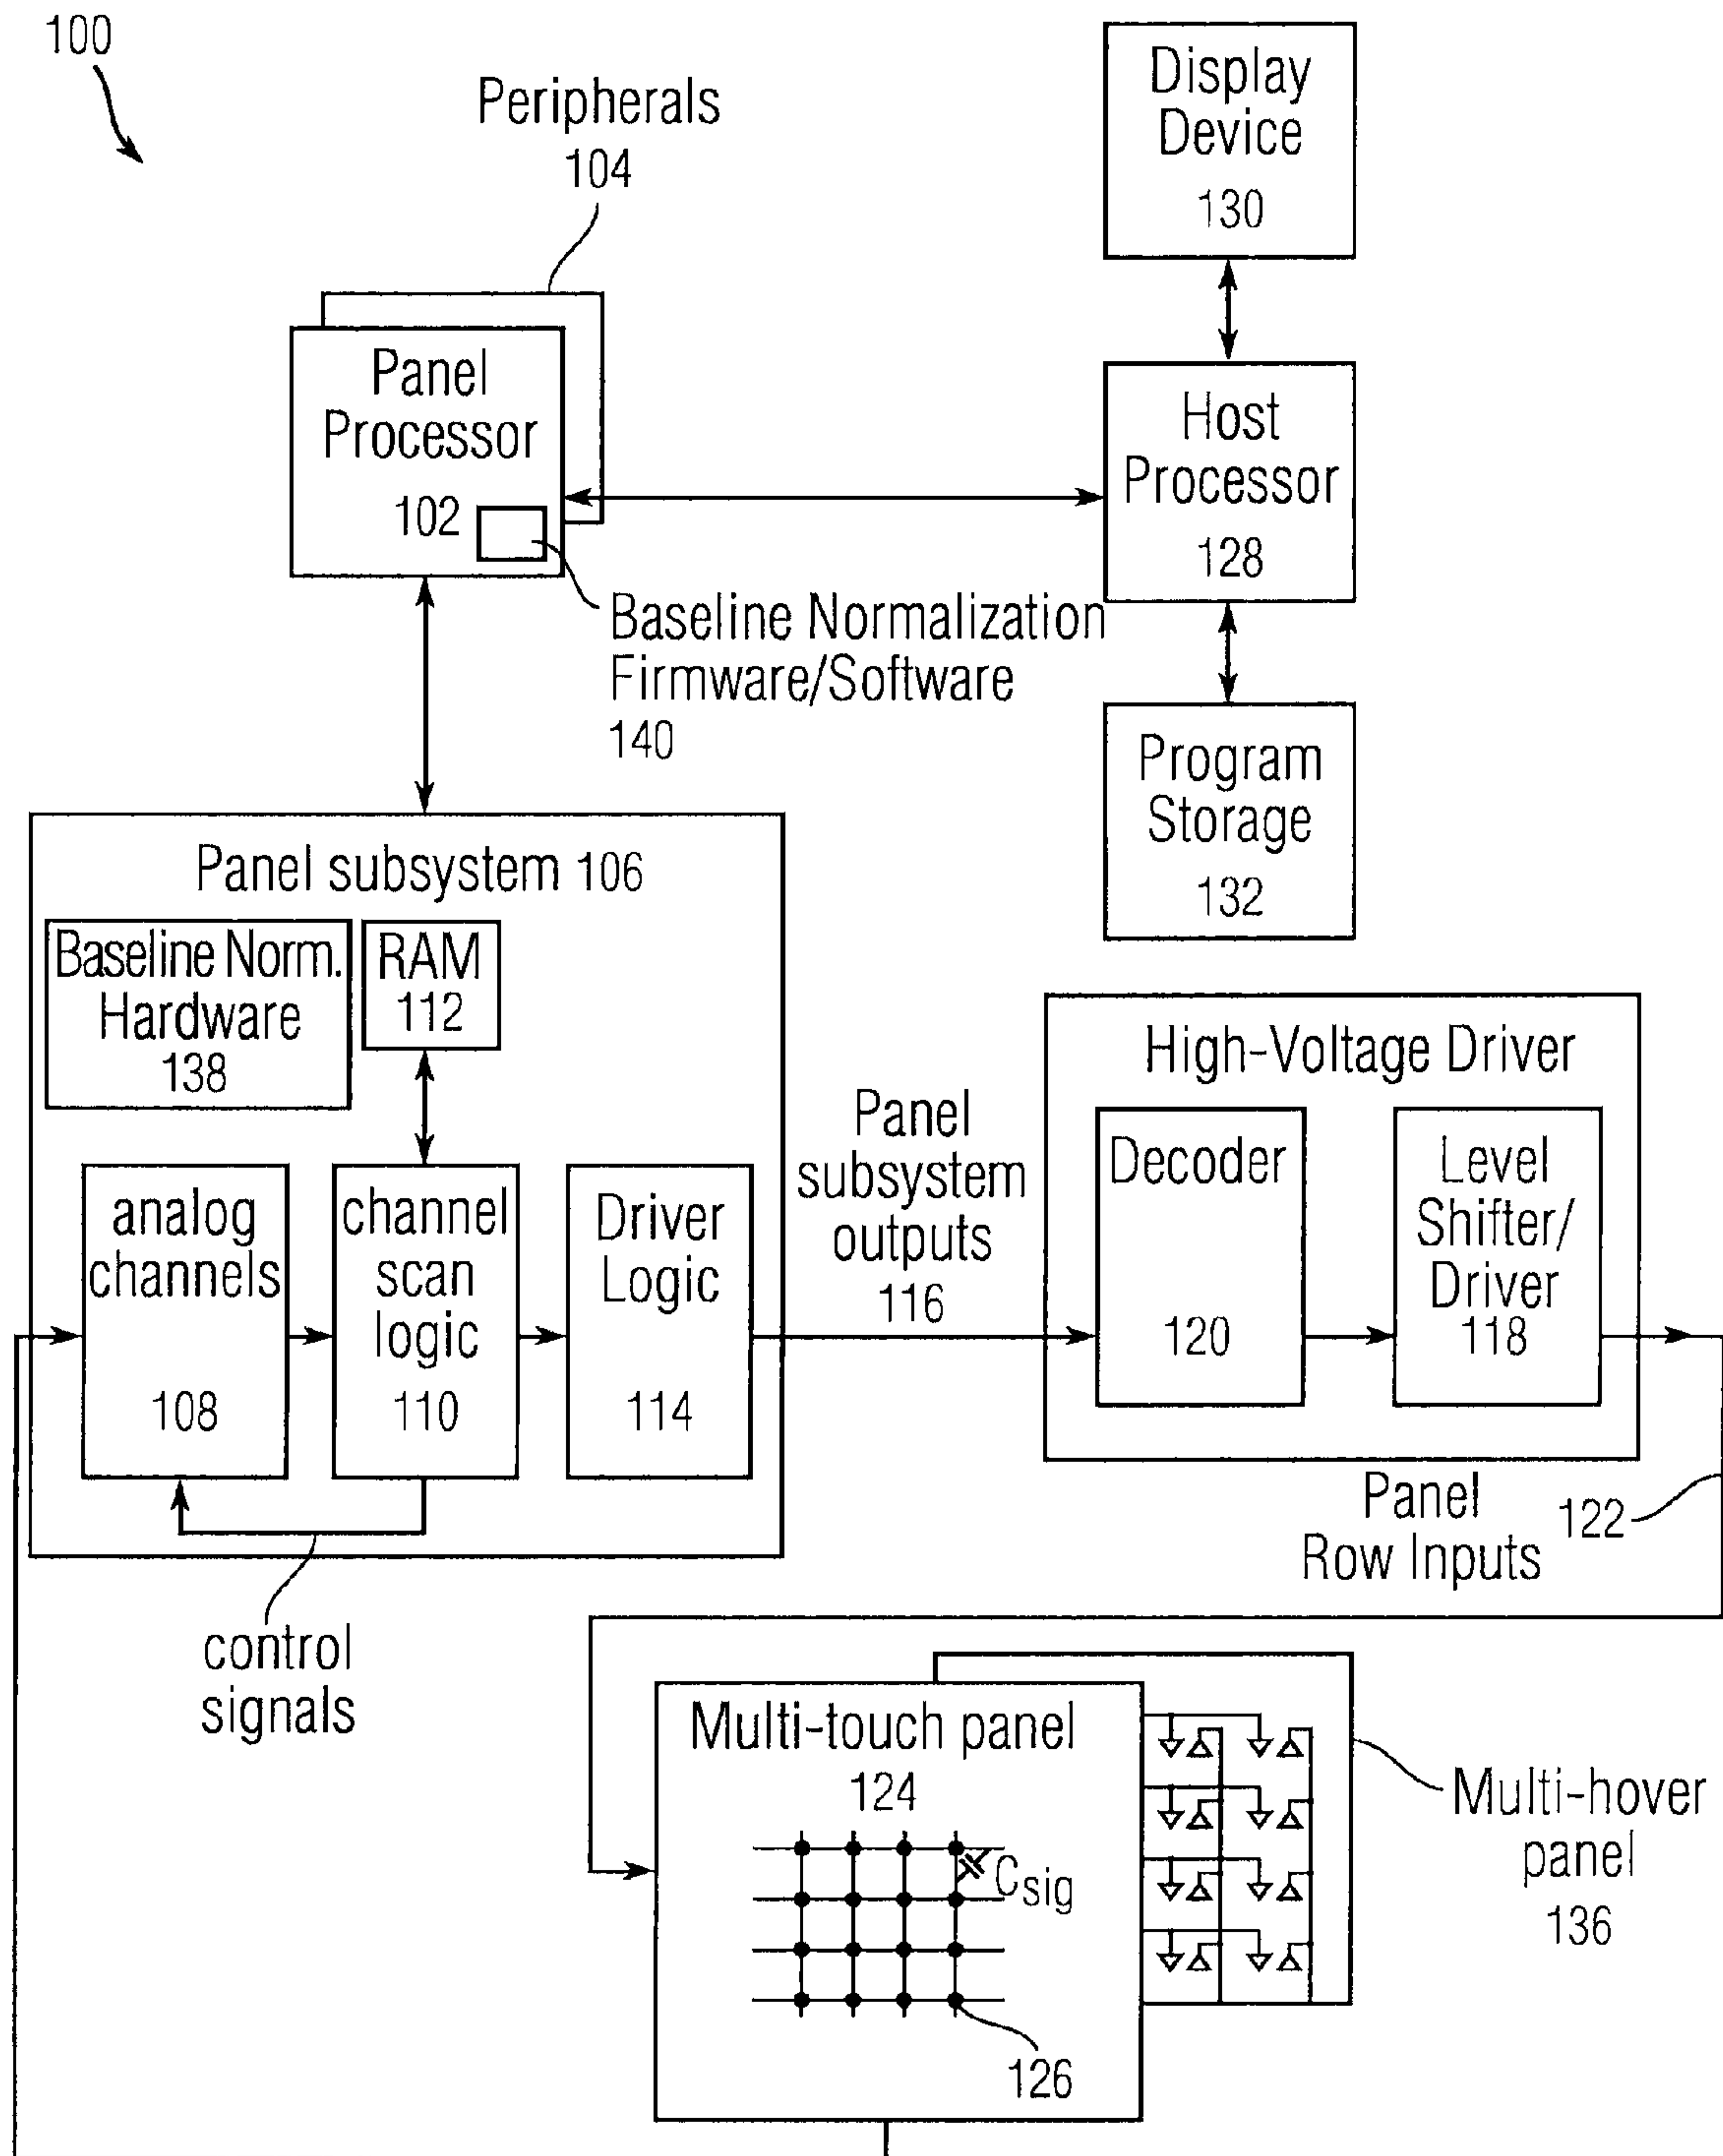 100
Peripherals
104
Display
Device
130
Panel
Processor
102
Host
Processor
128
Baseline Normalization
Firmware/Software
140
Program
Storage
132
Panel subsystem 106
Baseline Norm.
Hardware
138
RAM
112
analog
channels
108
channel
scan
logic
110
Driver
Logic
114
Panel
subsystem
outputs
116
High-Voltage Driver
Decoder
120
Level
Shifter/
Driver
118
Panel
Row Inputs
122
control
signals
Multi-touch panel
124
Csig
126
Multi-hover
panel
136